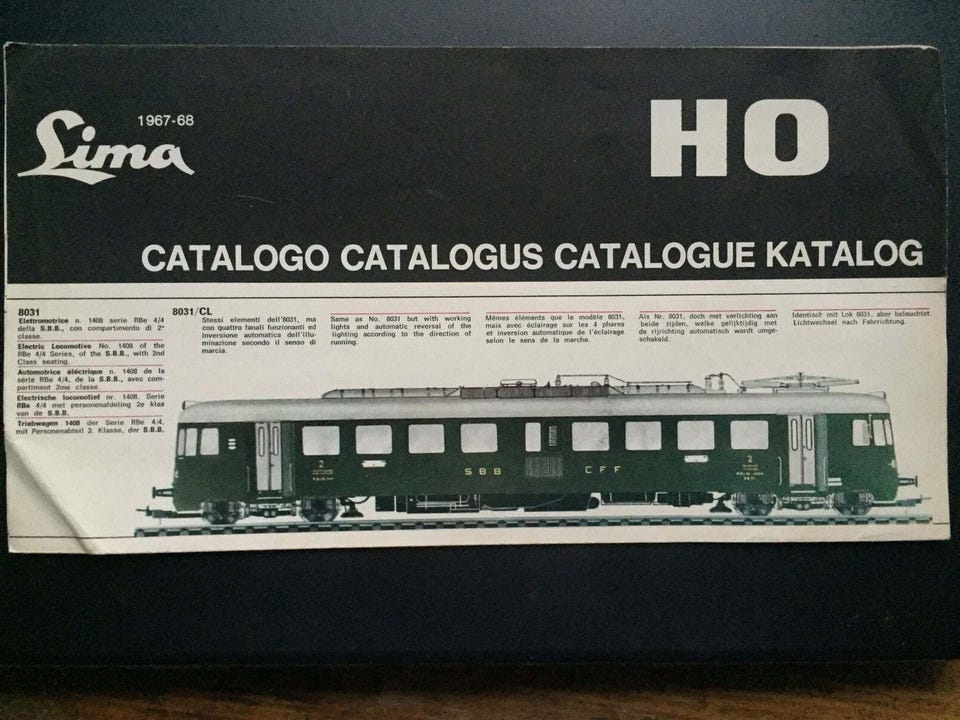 Lima
1967-68
HO
CATALOGO CATALOGUS CATALOGUE KATALOG
8031
Elettromotrice n. 1408 serie RBe 4/4
della S.B.B., con compartimento di 2ª
classe.
Electric Locomotive No. 1408 of the
RBe 4/4 Series, of the S.B.B., with 2nd
Class seating.
Automotrice éléctrique n. 1408 de la
série RBe 4/4, de la S.B.B., avec com-
partiment 2me classe.
Electrische locomotief nr. 1408. Serie
RBe 4/4 met personenafdeling 2e klas
van de S.B.B.
Triebwagen 1408 der Serie RBe 4/4,
mit Personenabteil 2. Klasse, der S.B.B.
8031/CL
Stessi elementi dell'8031, ma
con quattro fanali funzionanti ed
inversione automatica dell'illu-
minazione secondo il senso di
marcia.
Same as No. 8031 but with working
lights and automatic reversal of the
lighting according to the direction of
running.
Mêmes éléments que le modèle 8031,
mais avec éclairage sur les 4 phares
et inversion automatique de l'éclairage
selon le sens de la marche.
Als Nr. 8031, doch met verlichting aan
beide zijden, welke gelijktijdig met
de rijrichting automatisch wordt omge-
schakeld.
Identisch mit Lok 8031, aber beleuchtet.
Lichtwechsel nach Fahrrichtung.
2
SBB
CFF
2